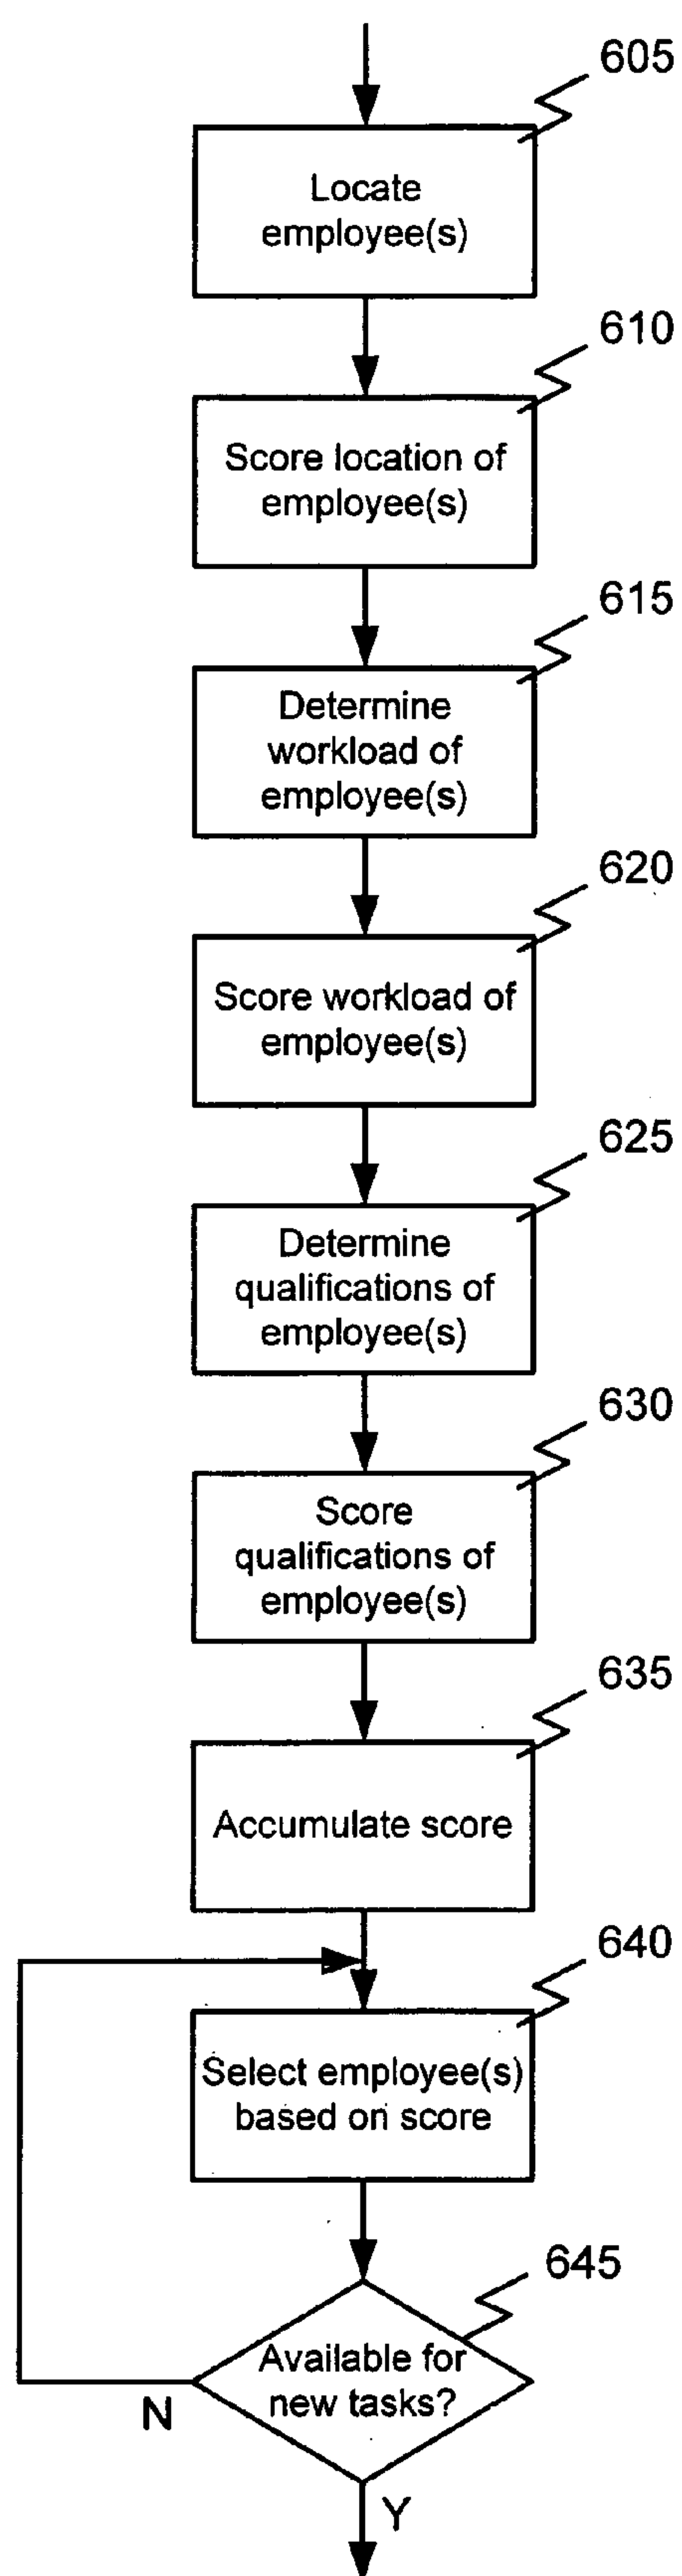 605
Locate
employee(s)
610
Score location of
employee(s)
615
Determine
workload of
employee(s)
620
Score workload of
employee(s)
625
Determine
qualifications of
employee(s)
630
Score
qualifications of
employee(s)
635
Accumulate score
640
Select employee(s)
based on score
645
Available for
new tasks?
N
Y